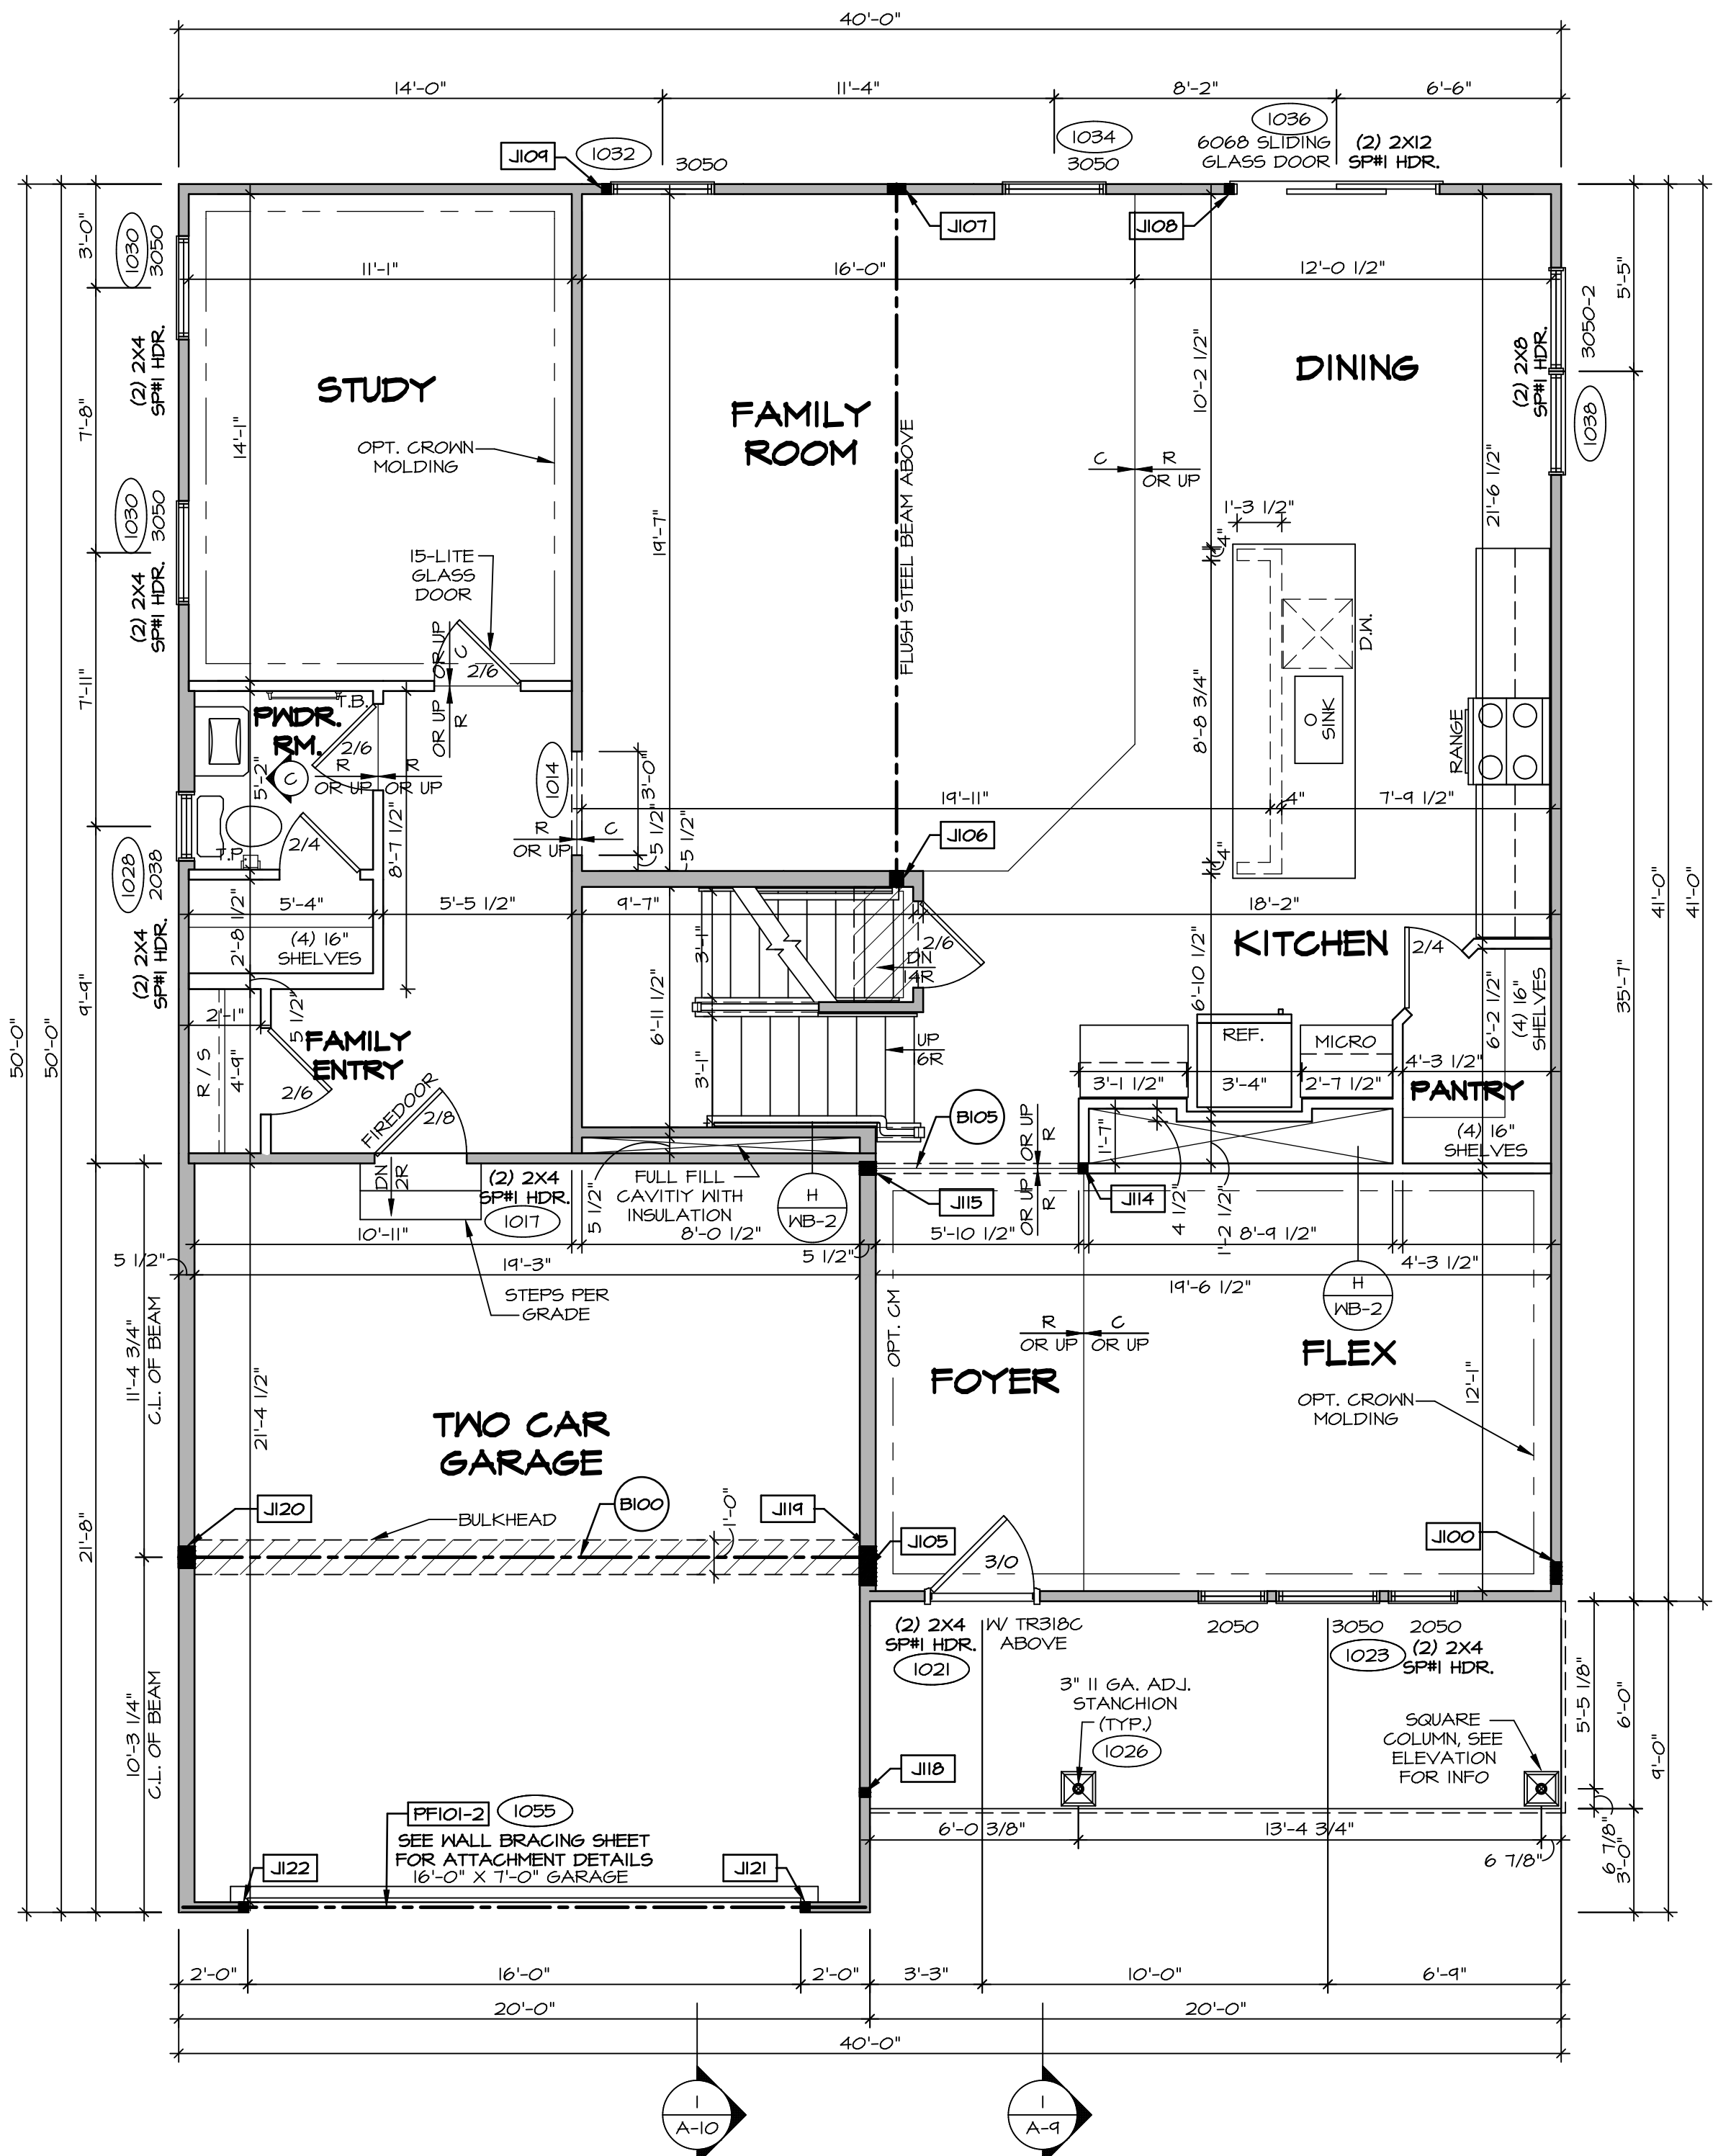 40'-0"
14'-0"
11'-4"
8'-2"
6'-6"
J109
1032
3050
1034
3050
1036
6068 SLIDING
GLASS DOOR
(2) 2X12
SP#1 HDR.
J107
J108
3'-0"
1030
3050
(2) 2X4
SP#1 HDR.
7'-8"
1030
3050
(2) 2X4
SP#1 HDR.
7'-11"
1028
2038
(2) 2X4
SP#1 HDR.
9'-9"
50'-0"
50'-0"
11'-1"
16'-0"
12'-0 1/2"
STUDY
14'-1"
OPT. CROWN
MOLDING
15-LITE
GLASS
DOOR
2/6
C
OR UP
OR UP
R
FAMILY
ROOM
19'-7"
FLUSH STEEL BEAM ABOVE
C
R
OR UP
DINING
10'-2 1/2"
21'-6 1/2"
5'-5"
3050-2
(2) 2X8
SP#1 HDR.
1038
35'-7"
41'-0"
41'-0"
1'-3 1/2"
4"
D.W.
SINK
8'-8 3/4"
RANGE
4"
19'-11"
4"
7'-9 1/2"
PWDR.
RM.
T.B.
2/6
R
OR UP
R
OR UP
C
5'-2"
T.P.
2/4
8'-7 1/2"
1014
3'-0"
5 1/2"
5 1/2"
R
OR UP
C
J106
5'-4"
5'-5 1/2"
9'-7"
18'-2"
2'-8 1/2"
(4) 16"
SHELVES
3'-1"
2/6
DN
14R
KITCHEN
2/4
6'-10 1/2"
6'-2 1/2"
(4) 16"
SHELVES
2'-1"
5 1/2"
FAMILY
ENTRY
R / S
4'-9"
2/6
6'-11 1/2"
3'-1"
UP
6R
REF.
MICRO
3'-1 1/2"
3'-4"
2'-7 1/2"
4'-3 1/2"
PANTRY
(4) 16"
SHELVES
FIREDOOR
2/8
DN
2R
B105
OR UP
R
OR UP
R
1'-7"
J114
4 1/2"
1'-2 1/2"
(2) 2X4
SP#1 HDR.
1017
5 1/2"
FULL FILL
CAVITIY WITH
INSULATION
H
WB-2
J115
10'-11"
8'-0 1/2"
5 1/2"
5'-10 1/2"
8'-9 1/2"
4'-3 1/2"
5 1/2"
19'-3"
19'-6 1/2"
STEPS PER
GRADE
H
WB-2
OPT. CM
R
OR UP
C
OR UP
FOYER
FLEX
12'-1"
OPT. CROWN
MOLDING
11'-4 3/4"
C.L. OF BEAM
21'-8"
21'-4 1/2"
TWO CAR
GARAGE
J120
BULKHEAD
B100
1'-0"
J119
J105
J100
3/0
10'-3 1/4"
C.L. OF BEAM
(2) 2X4
SP#1 HDR.
1021
W/ TR318C
ABOVE
2050
3050
2050
1023
(2) 2X4
SP#1 HDR.
3" 11 GA. ADJ.
STANCHION
(TYP.)
1026
SQUARE
COLUMN, SEE
ELEVATION
FOR INFO
5'-5 1/8"
6'-0"
9'-0"
J118
PF101-2
1055
SEE WALL BRACING SHEET
FOR ATTACHMENT DETAILS
16'-0" X 7'-0" GARAGE
J122
J121
6'-0 3/8"
13'-4 3/4"
6 7/8"
6 7/8"
3'-0"
2'-0"
16'-0"
2'-0"
3'-3"
10'-0"
6'-9"
20'-0"
20'-0"
40'-0"
1
A-10
1
A-9